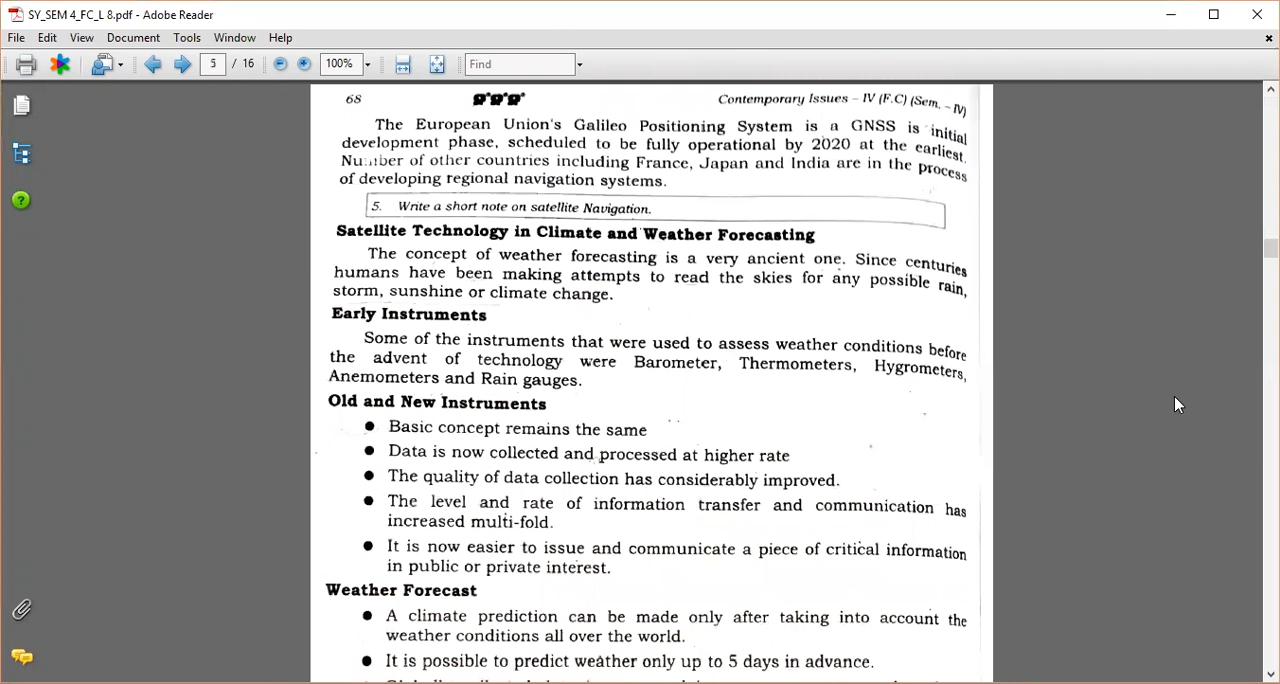 SY_SEM 4_FC_L 8.pdf - Adobe Reader
File Edit View Document Tools Window Help
5 / 16 100% Find
68 Contemporary Issues – IV (F.C) (Sem. – IV)
The European Union's Galileo Positioning System is a GNSS is initial
development phase, scheduled to be fully operational by 2020 at the earliest.
Number of other countries including France, Japan and India are in the process
of developing regional navigation systems.
5. Write a short note on satellite Navigation.
Satellite Technology in Climate and Weather Forecasting
The concept of weather forecasting is a very ancient one. Since centuries
humans have been making attempts to read the skies for any possible rain,
storm, sunshine or climate change.
Early Instruments
Some of the instruments that were used to assess weather conditions before
the advent of technology were Barometer, Thermometers, Hygrometers,
Anemometers and Rain gauges.
Old and New Instruments
● Basic concept remains the same
● Data is now collected and processed at higher rate
● The quality of data collection has considerably improved.
● The level and rate of information transfer and communication has
increased multi-fold.
● It is now easier to issue and communicate a piece of critical information
in public or private interest.
Weather Forecast
● A climate prediction can be made only after taking into account the
weather conditions all over the world.
● It is possible to predict weather only up to 5 days in advance.